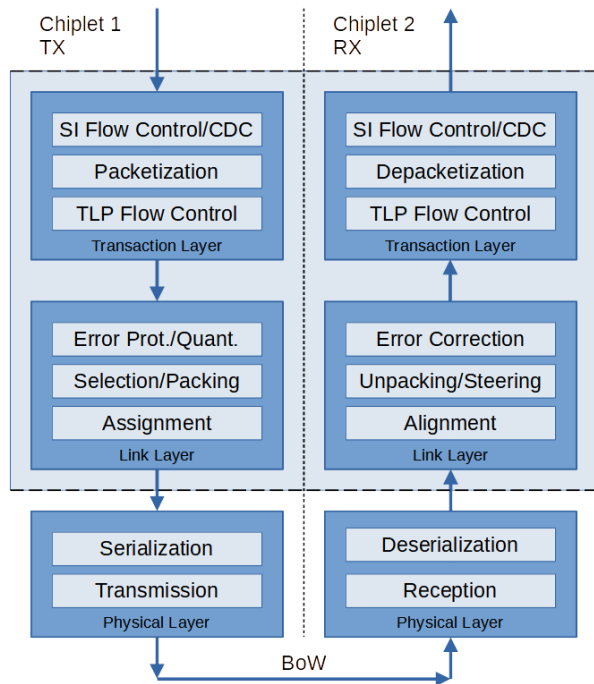 Chiplet 1
TX
SI Flow Control/CDC
Packetization
TLP Flow Control
Transaction Layer
Error Prot./Quant.
Selection/Packing
Assignment
Link Layer
Serialization
Transmission
Physical Layer
BoW
Chiplet 2
RX
SI Flow Control/CDC
Depacketization
TLP Flow Control
Transaction Layer
Error Correction
Unpacking/Steering
Alignment
Link Layer
Deserialization
Reception
Physical Layer